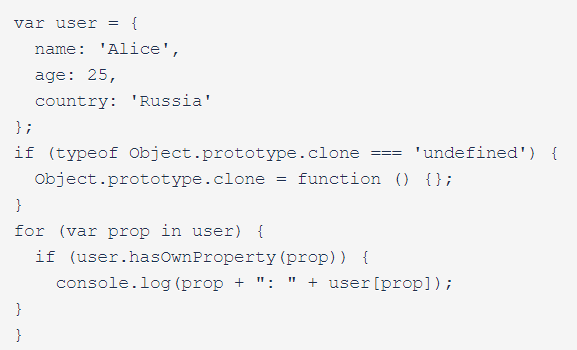 var user = {
  name: 'Alice',
  age: 25,
  country: 'Russia'
};
if (typeof Object.prototype.clone === 'undefined') {
  Object.prototype.clone = function () {};
}
for (var prop in user) {
  if (user.hasOwnProperty(prop)) {
    console.log(prop + ": " + user[prop]);
}
}